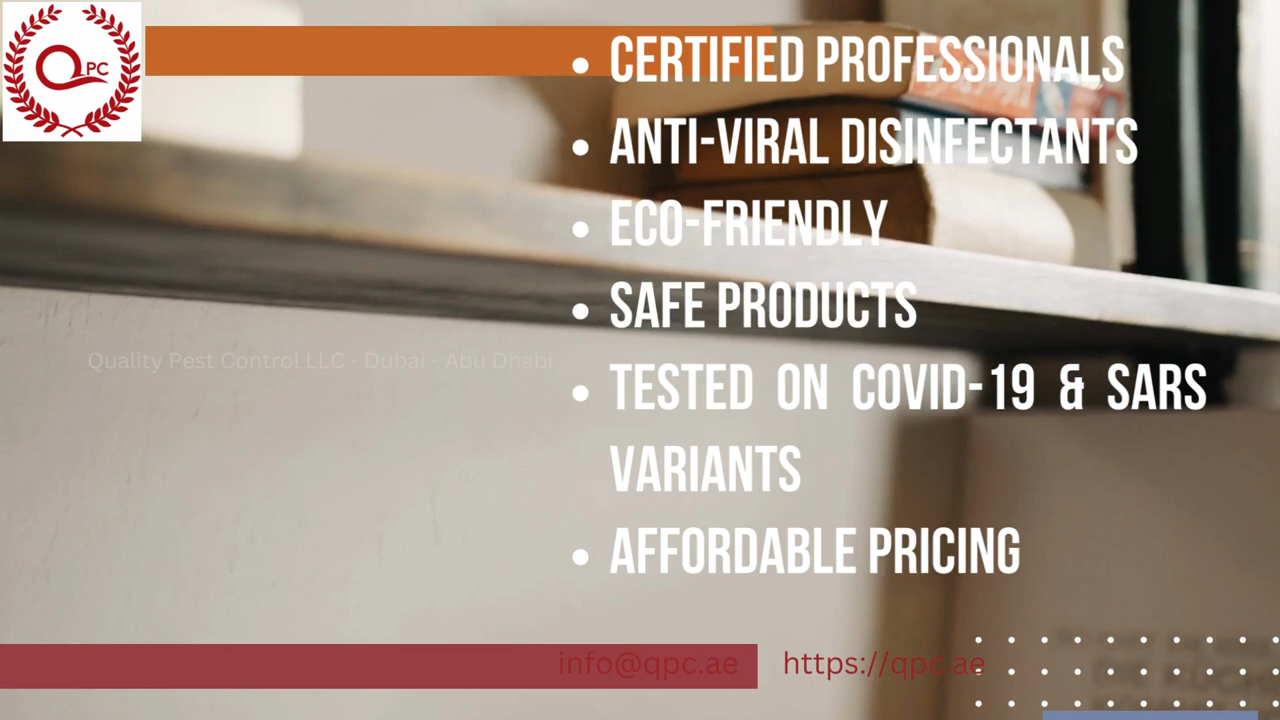 QPC
CERTIFIED PROFESSIONALS
ANTI-VIRAL DISINFECTANTS
ECO-FRIENDLY
SAFE PRODUCTS
Quality Pest Control LLC - Dubai - Abu Dhabi
TESTED ON COVID-19 & SARS
VARIANTS
AFFORDABLE PRICING
info@qpc.ae
https://qpc.ae